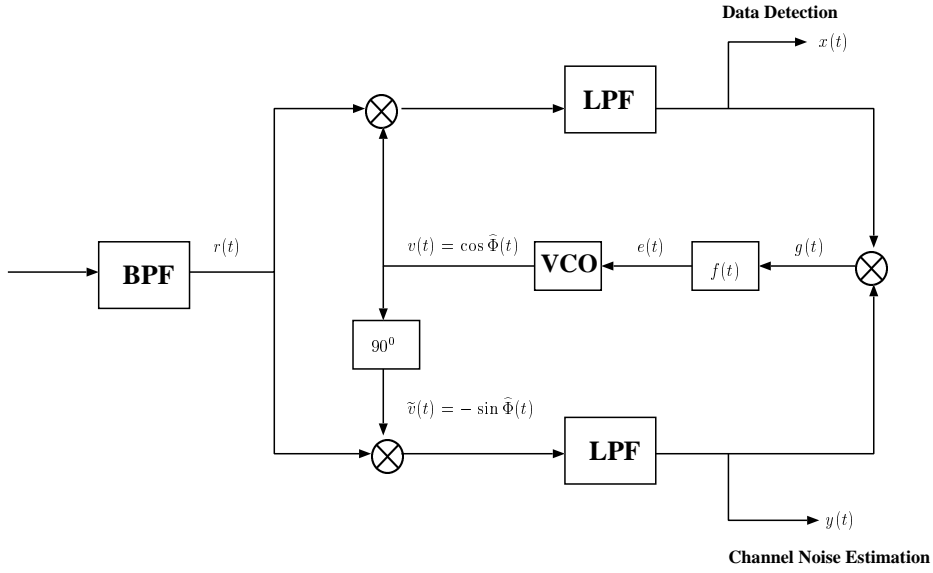 Data Detection
x(t)
LPF
r(t)
v(t) = cos Φ̂(t)
e(t)
g(t)
BPF
VCO
f(t)
90⁰
ṽ(t) = − sin Φ̂(t)
LPF
y(t)
Channel Noise Estimation